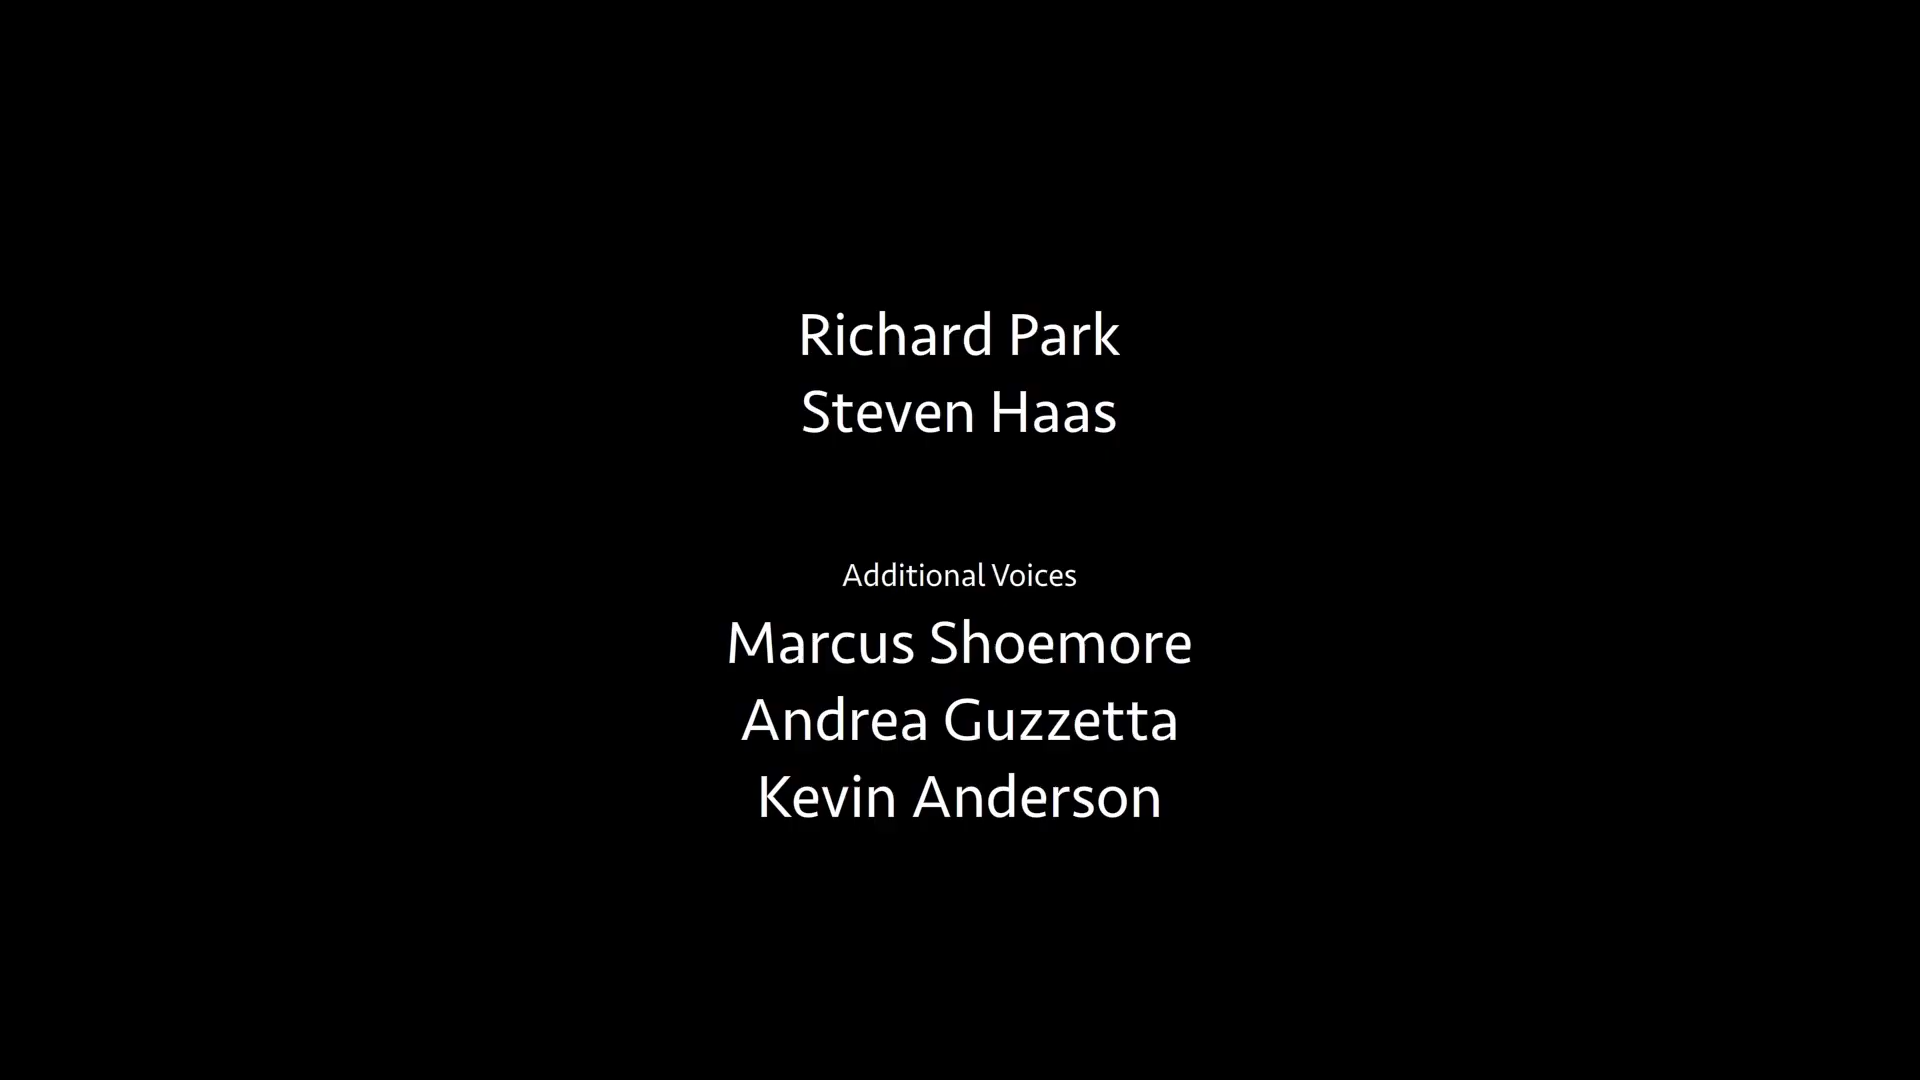 Richard Park
Steven Haas
Additional Voices
Marcus Shoemore
Andrea Guzzetta
Kevin Anderson